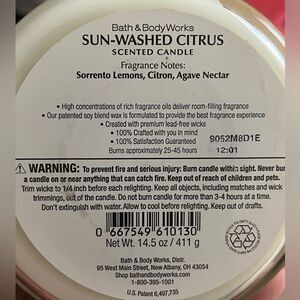 Bath & Body Works
SUN-WASHED CITRUS
SCENTED CANDLE
Fragrance Notes:
Sorrento Lemons, Citron, Agave Nectar
• High concentrations of rich fragrance oils deliver room-filling fragrance
• Our patented soy blend wax is formulated to provide the best fragrance experience
• Created with premium lead-free wicks
• 100% Crafted with you in mind
• 100% Satisfaction Guaranteed
Burns approximately 25-45 hours
9052M8D1E
12:01
WARNING: To prevent fire and serious injury: Burn candle within sight. Never burn
a candle on or near anything that can catch fire. Keep out of reach of children and pets.
Trim wicks to 1/4 inch before each relighting. Keep all objects, including matches and wick
trimmings, out of the candle. Do not burn candle for more than 3-4 hours at a time.
Don't extinguish with water. Allow to cool before relighting. Keep out of drafts.
0 667549 610130
Net Wt. 14.5 oz / 411 g
Bath & Body Works, Distr.
95 West Main Street, New Albany, OH 43054
Shop bathandbodyworks.com
1-800-395-1001
U.S. Patent 6,497,735